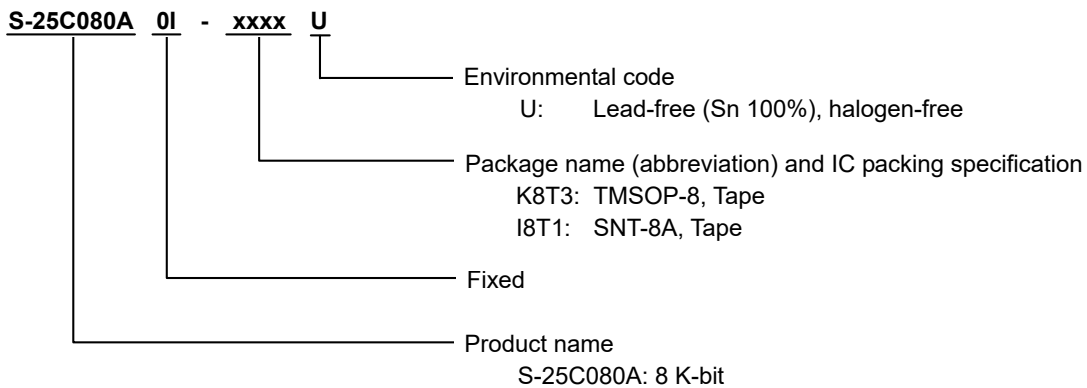 S-25C080A 0I - xxxx U
Environmental code
U: Lead-free (Sn 100%), halogen-free
Package name (abbreviation) and IC packing specification
K8T3: TMSOP-8, Tape
I8T1: SNT-8A, Tape
Fixed
Product name
S-25C080A: 8 K-bit